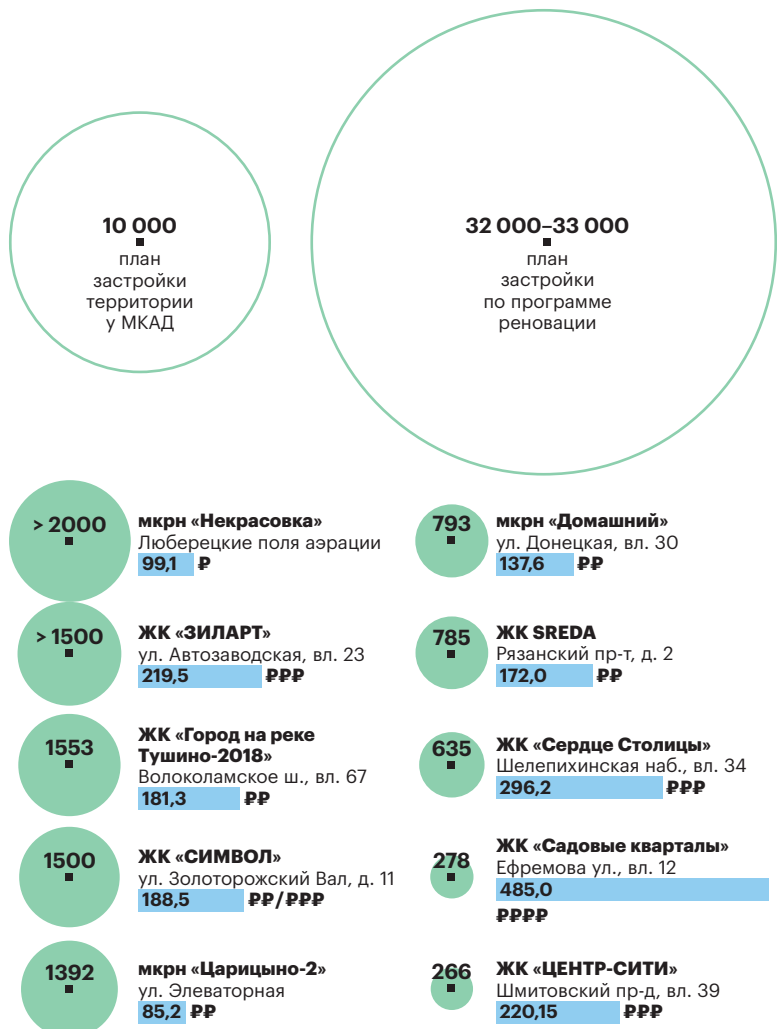 10 000
план
застройки
территории
у МКАД
32 000–33 000
план
застройки
по программе
реновации
> 2000
мкрн «Некрасовка»
Люберецкие поля аэрации
99,1 ₽
> 1500
ЖК «ЗИЛАРТ»
ул. Автозаводская, вл. 23
219,5 ₽₽₽
1553
ЖК «Город на реке
Тушино-2018»
Волоколамское ш., вл. 67
181,3 ₽₽
1500
ЖК «СИМВОЛ»
ул. Золоторожский Вал, д. 11
188,5 ₽₽/₽₽₽
1392
мкрн «Царицыно-2»
ул. Элеваторная
85,2 ₽₽
793
мкрн «Домашний»
ул. Донецкая, вл. 30
137,6 ₽₽
785
ЖК SREDA
Рязанский пр-т, д. 2
172,0 ₽₽
635
ЖК «Сердце Столицы»
Шелепихинская наб., вл. 34
296,2 ₽₽₽
278
ЖК «Садовые кварталы»
Ефремова ул., вл. 12
485,0
₽₽₽₽
266
ЖК «ЦЕНТР-СИТИ»
Шмитовский пр-д, вл. 39
220,15 ₽₽₽